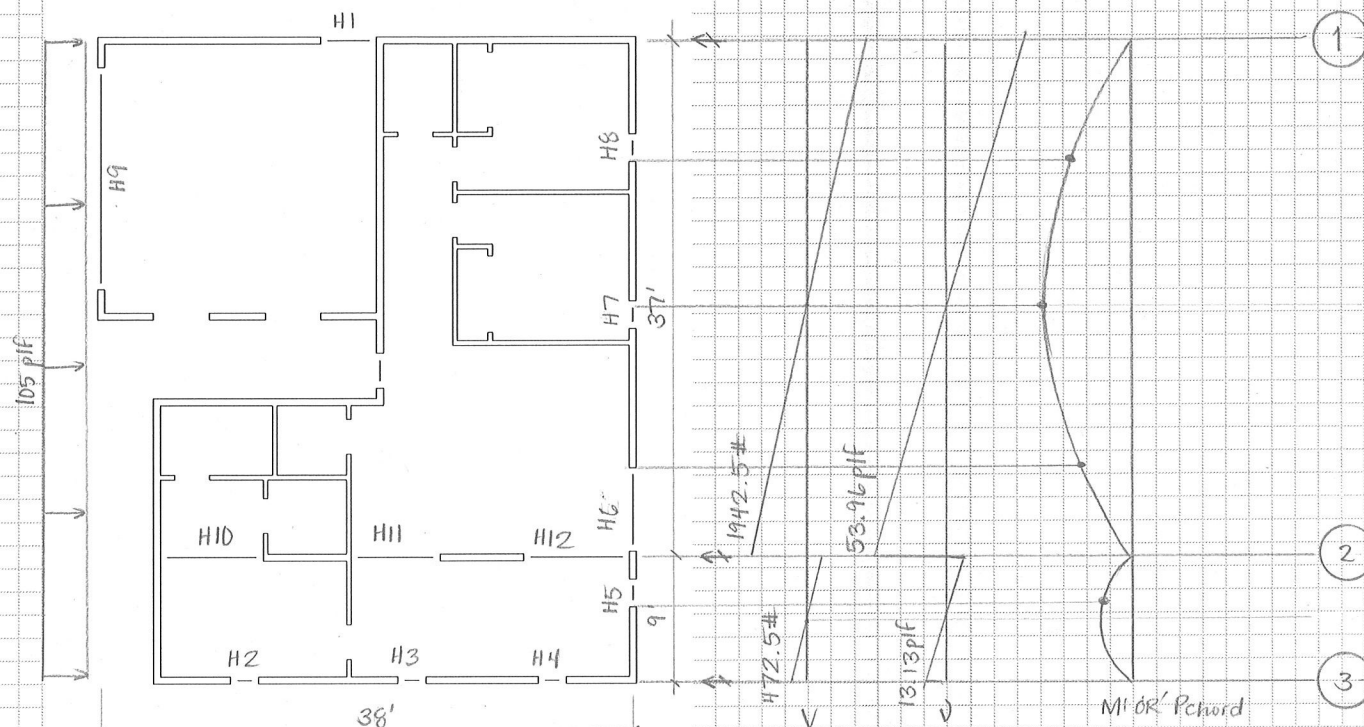 H1
1
H8
H9
H7
37'
105 plf
1942.5#
53.96plf
H6
H10
H11
H12
2
H5
9'
472.5#
13.13plf
H2
H3
H4
3
38'
V
υ
M' OR' Pchord